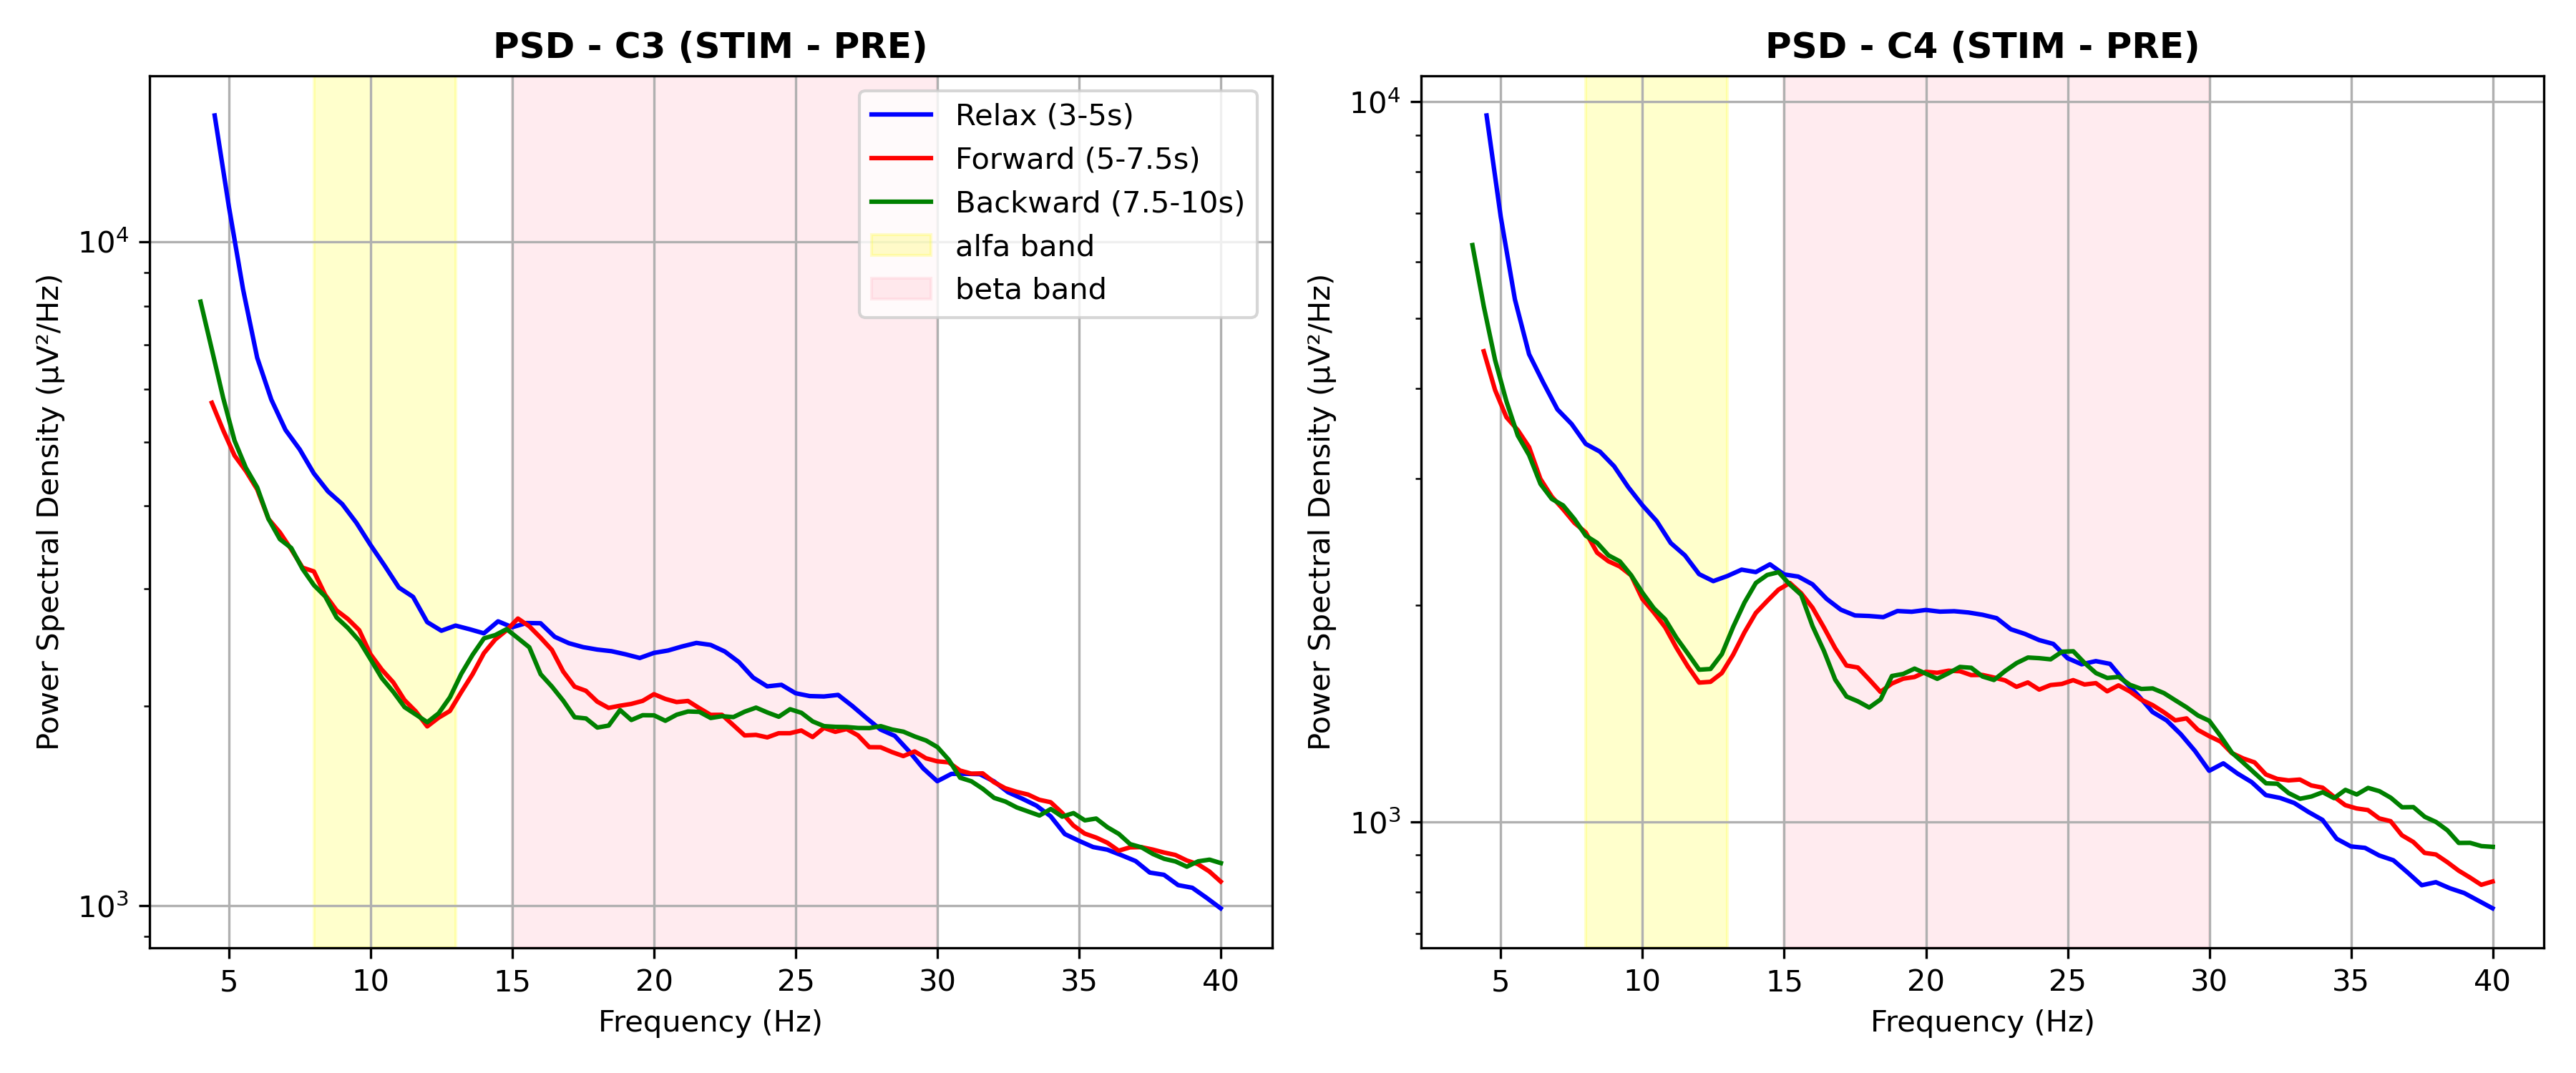 PSD - C3 (STIM - PRE)
Power Spectral Density (µV²/Hz)
10⁴
10³
Relax (3-5s)
Forward (5-7.5s)
Backward (7.5-10s)
alfa band
beta band
5 10 15 20 25 30 35 40
Frequency (Hz)
PSD - C4 (STIM - PRE)
Power Spectral Density (µV²/Hz)
10⁴
10³
5 10 15 20 25 30 35 40
Frequency (Hz)